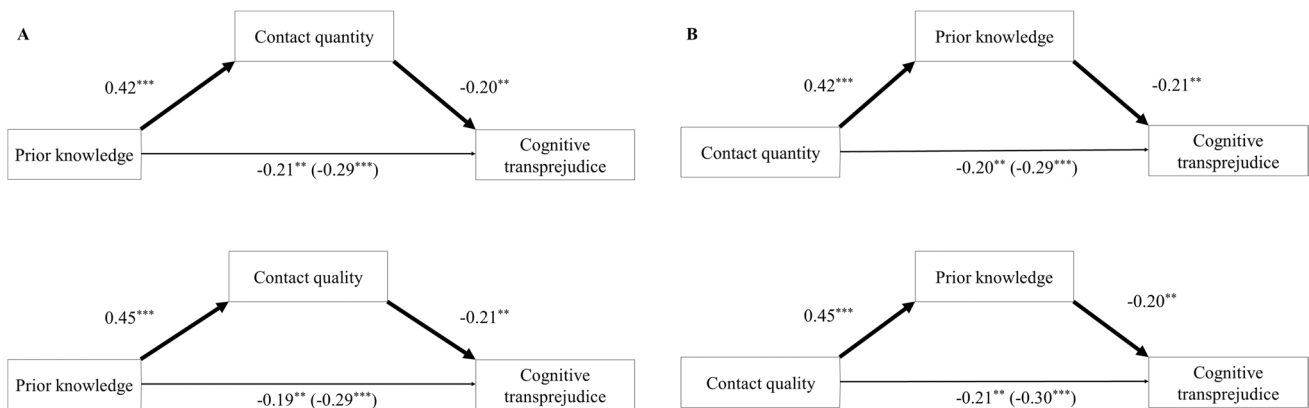 A
Contact quantity
0.42***
-0.20**
Prior knowledge
Cognitive
transprejudice
-0.21** (-0.29***)
B
Prior knowledge
0.42***
-0.21**
Contact quantity
Cognitive
transprejudice
-0.20** (-0.29***)
Contact quality
0.45***
-0.21**
Prior knowledge
Cognitive
transprejudice
-0.19** (-0.29***)
Prior knowledge
0.45***
-0.20**
Contact quality
Cognitive
transprejudice
-0.21** (-0.30***)